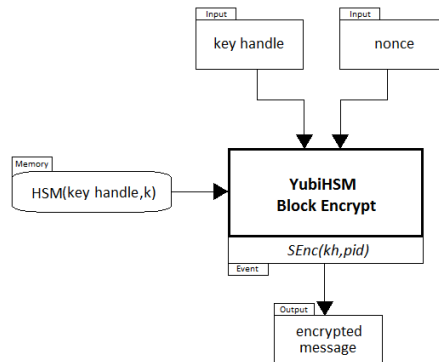 Input
key handle
Input
nonce
Memory
HSM(key handle,k)
YubiHSM
Block Encrypt
SEnc(kh,pid)
Event
Output
encrypted
message